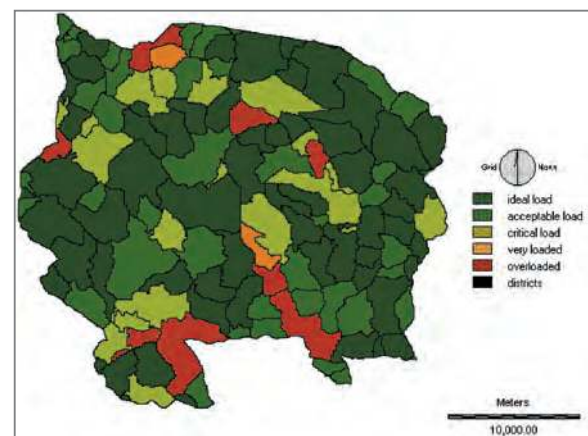 Grid North
ideal load
acceptable load
critical load
very loaded
overloaded
districts
Meters
10,000.00